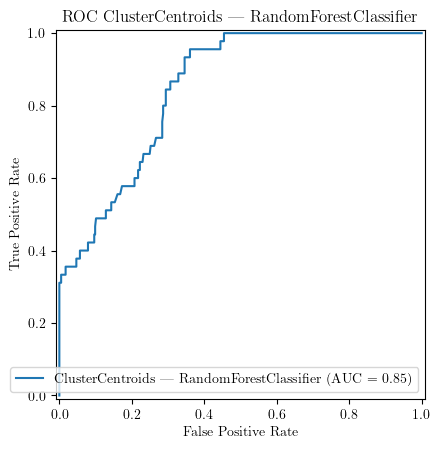 ROC ClusterCentroids — RandomForestClassifier
1.0
0.8
0.6
0.4
0.2
0.0
True Positive Rate
ClusterCentroids — RandomForestClassifier (AUC = 0.85)
0.0 0.2 0.4 0.6 0.8 1.0
False Positive Rate